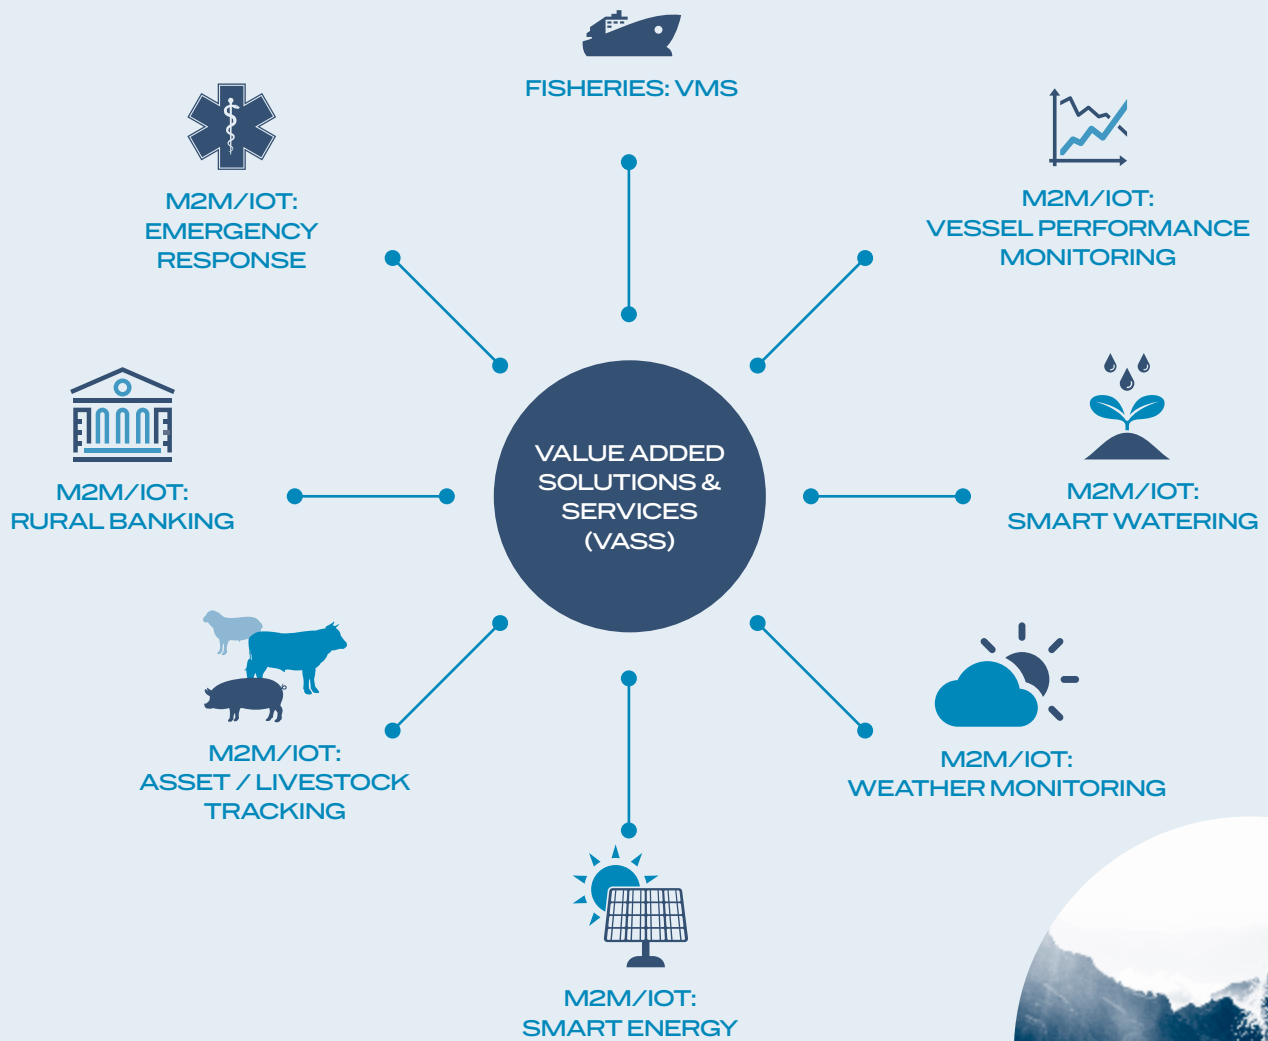 FISHERIES: VMS
M2M/IOT:
EMERGENCY
RESPONSE
M2M/IOT:
VESSEL PERFORMANCE
MONITORING
M2M/IOT:
RURAL BANKING
VALUE ADDED
SOLUTIONS &
SERVICES
(VASS)
M2M/IOT:
SMART WATERING
M2M/IOT:
ASSET / LIVESTOCK
TRACKING
M2M/IOT:
WEATHER MONITORING
M2M/IOT:
SMART ENERGY